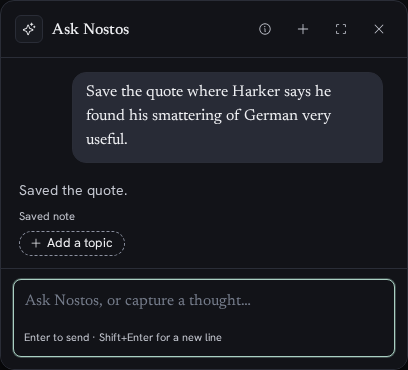 Ask Nostos
Save the quote where Harker says he
found his smattering of German very
useful.
Saved the quote.
Saved note
+ Add a topic
Ask Nostos, or capture a thought...
Enter to send · Shift+Enter for a new line